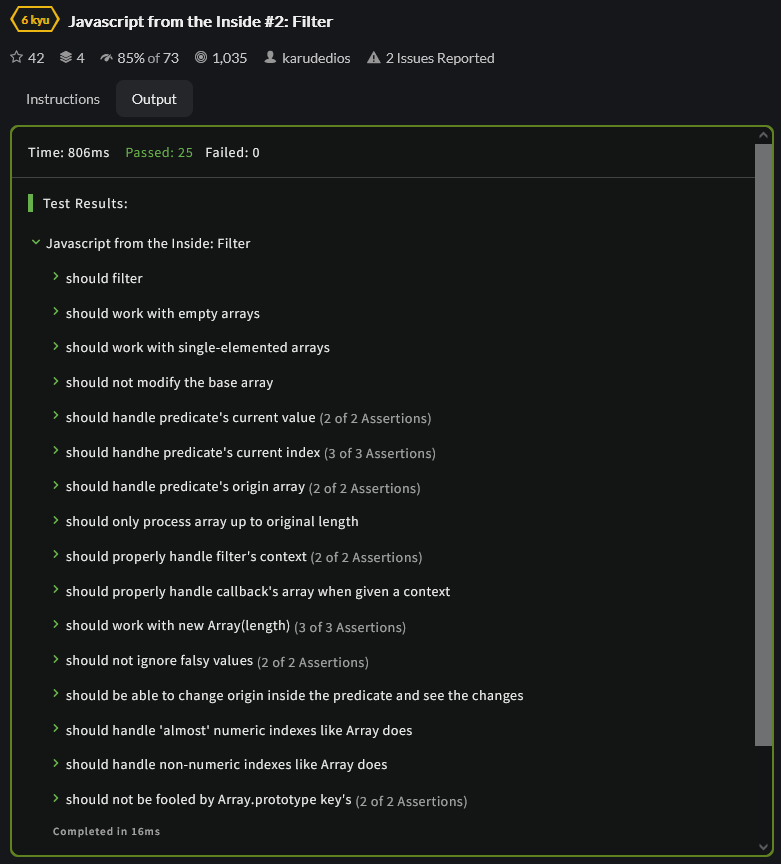 6 kyu Javascript from the Inside #2: Filter
42 4 85% of 73 1,035 karudedios 2 Issues Reported
Instructions Output
Time: 806ms Passed: 25 Failed: 0
Test Results:
Javascript from the Inside: Filter
should filter
should work with empty arrays
should work with single-elemented arrays
should not modify the base array
should handle predicate's current value (2 of 2 Assertions)
should handhe predicate's current index (3 of 3 Assertions)
should handle predicate's origin array (2 of 2 Assertions)
should only process array up to original length
should properly handle filter's context (2 of 2 Assertions)
should properly handle callback's array when given a context
should work with new Array(length) (3 of 3 Assertions)
should not ignore falsy values (2 of 2 Assertions)
should be able to change origin inside the predicate and see the changes
should handle 'almost' numeric indexes like Array does
should handle non-numeric indexes like Array does
should not be fooled by Array.prototype key's (2 of 2 Assertions)
Completed in 16ms